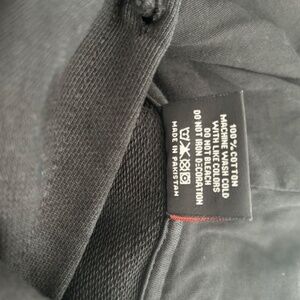 100% COTTON
MACHINE WASH COLD
WITH LIKE COLORS
DO NOT BLEACH
DO NOT IRON DECORATION
MADE IN PAKISTAN